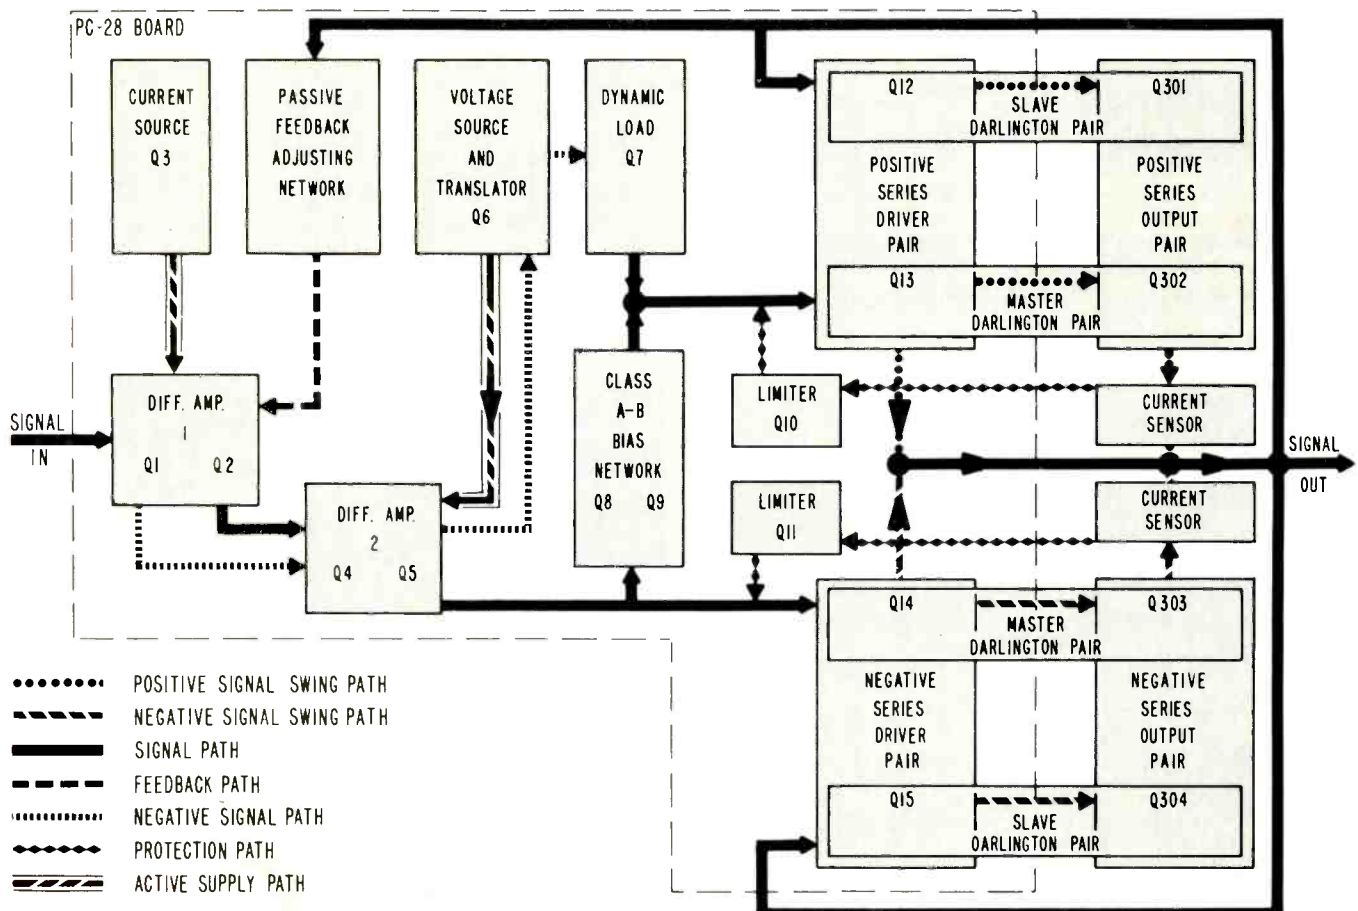 PC-28 BOARD
CURRENT
SOURCE
Q3
PASSIVE
FEEDBACK
ADJUSTING
NETWORK
VOLTAGE
SOURCE
AND
TRANSLATOR
Q6
DYNAMIC
LOAD
Q7
Q12
SLAVE
DARLINGTON PAIR
Q301
POSITIVE
SERIES
DRIVER
PAIR
POSITIVE
SERIES
OUTPUT
PAIR
Q13
MASTER
DARLINGTON PAIR
Q302
SIGNAL
IN
DIFF. AMP.
1
Q1 Q2
DIFF. AMP.
2
Q4 Q5
CLASS
A-B
BIAS
NETWORK
Q8 Q9
LIMITER
Q10
LIMITER
Q11
CURRENT
SENSOR
CURRENT
SENSOR
SIGNAL
OUT
Q14
MASTER
DARLINGTON PAIR
Q303
NEGATIVE
SERIES
DRIVER
PAIR
NEGATIVE
SERIES
OUTPUT
PAIR
Q15
SLAVE
DARLINGTON PAIR
Q304
POSITIVE SIGNAL SWING PATH
NEGATIVE SIGNAL SWING PATH
SIGNAL PATH
FEEDBACK PATH
NEGATIVE SIGNAL PATH
PROTECTION PATH
ACTIVE SUPPLY PATH